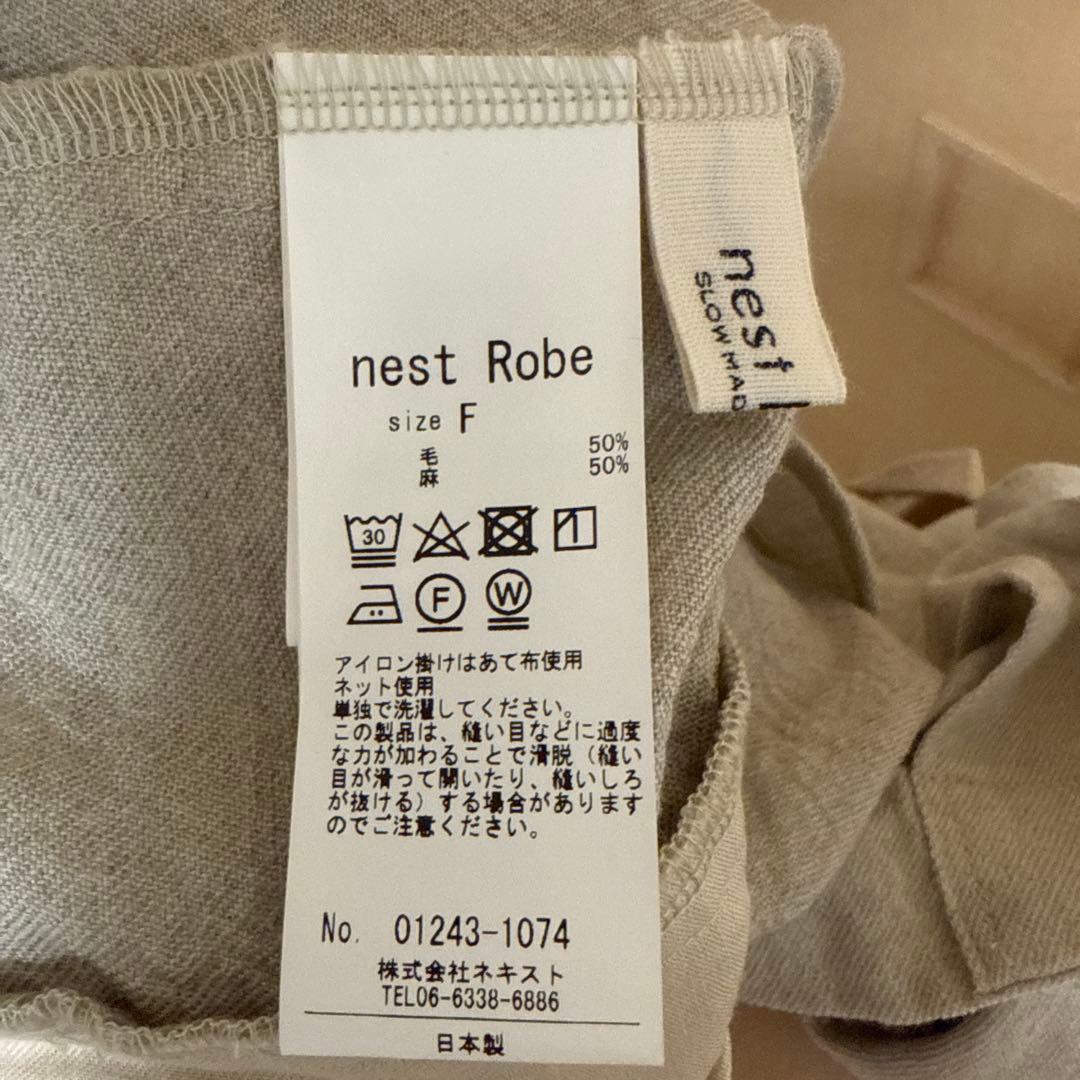 nest Robe
size F
毛 50%
麻 50%
30
F
W
アイロン掛けはあて布使用
ネット使用
単独で洗濯してください。
この製品は、縫い目などに過度
な力が加わることで滑脱（縫い
目が滑って開いたり、縫いしろ
が抜ける）する場合があります
のでご注意ください。
No. 01243-1074
株式会社ネキスト
TEL06-6338-6886
日本製
nest
SLOW MAD